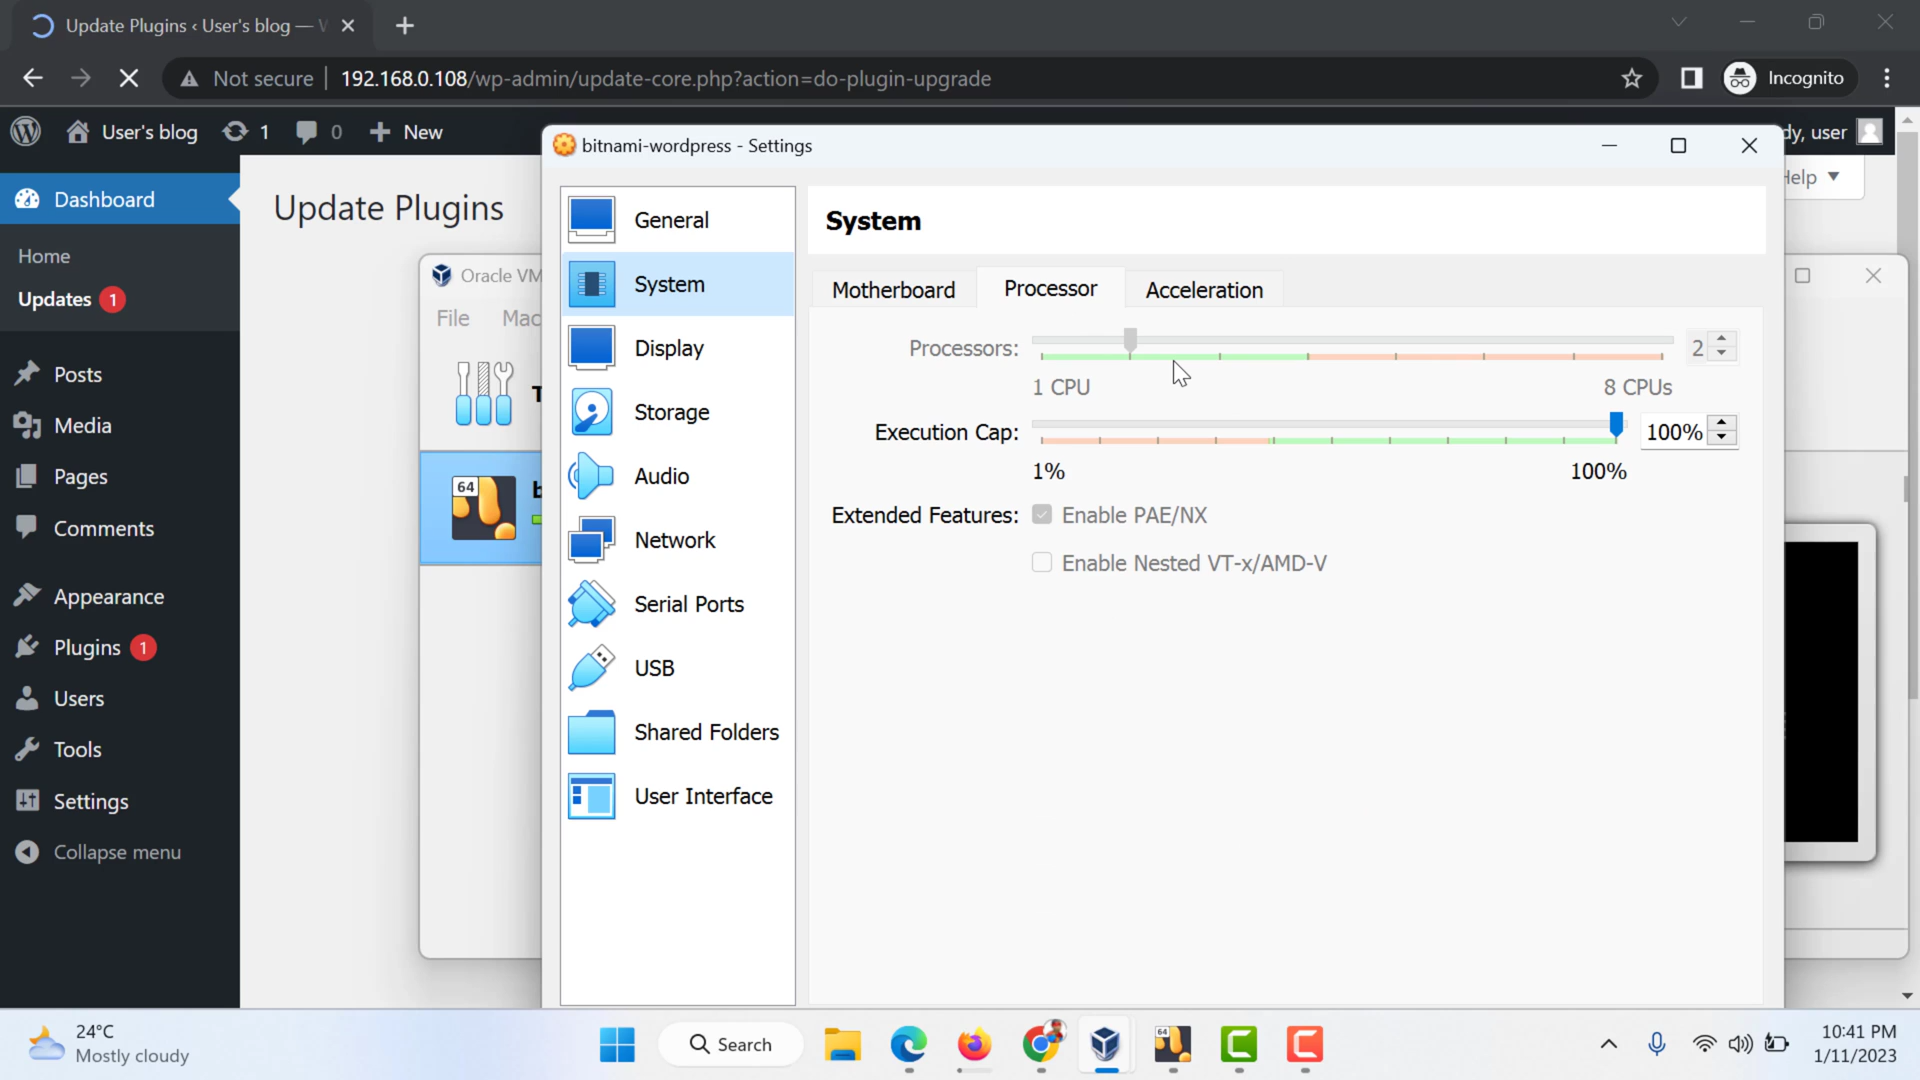 Update Plugins ‹ User's blog —
Not secure
192.168.0.108/wp-admin/update-core.php?action=do-plugin-upgrade
Incognito
User's blog
1
0
New
dy, user
Help
Dashboard
Home
Updates 1
Posts
Media
Pages
Comments
Appearance
Plugins 1
Users
Tools
Settings
Collapse menu
Update Plugins
Oracle VM
File
64
bitnami-wordpress - Settings
General
System
Display
Storage
Audio
Network
Serial Ports
USB
Shared Folders
User Interface
System
Motherboard
Processor
Acceleration
Processors:
2
1 CPU
8 CPUs
Execution Cap:
100%
1%
100%
Extended Features:
Enable PAE/NX
Enable Nested VT-x/AMD-V
24°C
Mostly cloudy
Search
64
10:41 PM
1/11/2023